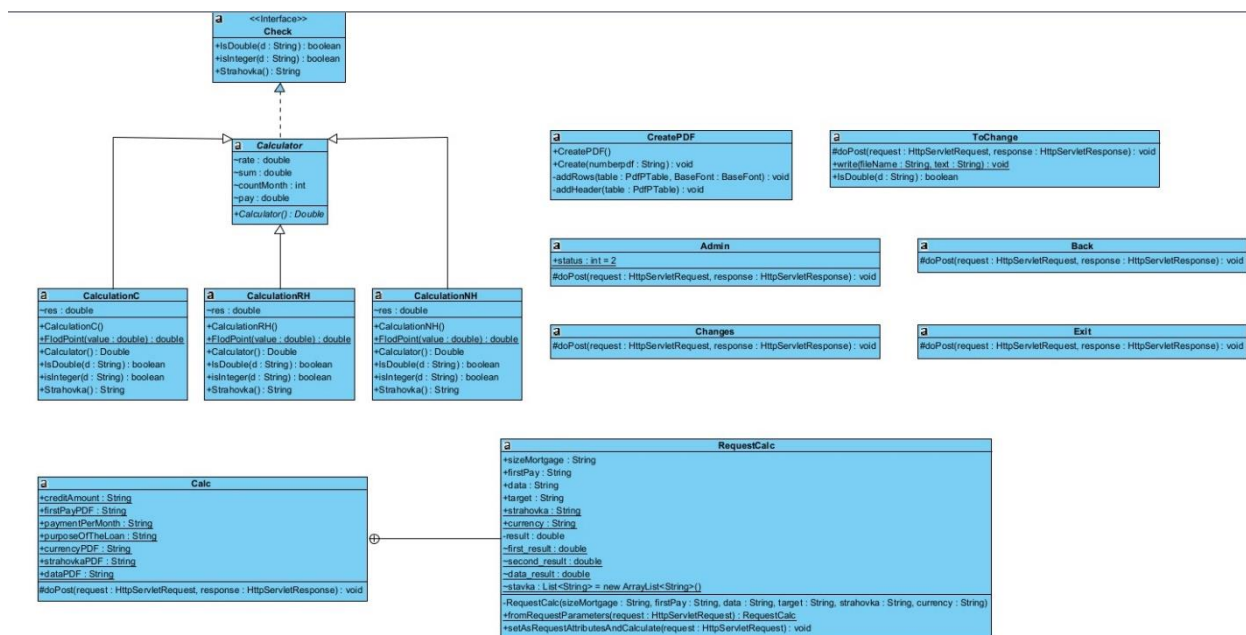 a
<<Interface>>
Check
+IsDouble(d : String) : boolean
+isInteger(d : String) : boolean
+Strahovka() : String
a
Calculator
~rate : double
~sum : double
~countMonth : int
~pay : double
+Calculator() : Double
a
CreatePDF
+CreatePDF()
+Create(numberpdf : String) : void
-addRows(table : PdfPTable, BaseFont : BaseFont) : void
-addHeader(table : PdfPTable) : void
a
ToChange
#doPost(request : HttpServletRequest, response : HttpServletResponse) : void
+write(fileName : String, text : String) : void
+IsDouble(d : String) : boolean
a
Admin
+status : int = 2
#doPost(request : HttpServletRequest, response : HttpServletResponse) : void
a
Back
#doPost(request : HttpServletRequest, response : HttpServletResponse) : void
a
CalculationC
~res : double
+CalculationC()
+FlodPoint(value : double) : double
+Calculator() : Double
+IsDouble(d : String) : boolean
+isInteger(d : String) : boolean
+Strahovka() : String
a
CalculationRH
~res : double
+CalculationRH()
+FlodPoint(value : double) : double
+Calculator() : Double
+IsDouble(d : String) : boolean
+isInteger(d : String) : boolean
+Strahovka() : String
a
CalculationNH
~res : double
+CalculationNH()
+FlodPoint(value : double) : double
+Calculator() : Double
+IsDouble(d : String) : boolean
+isInteger(d : String) : boolean
+Strahovka() : String
a
Changes
#doPost(request : HttpServletRequest, response : HttpServletResponse) : void
a
Exit
#doPost(request : HttpServletRequest, response : HttpServletResponse) : void
a
Calc
+creditAmount : String
+firstPayPDF : String
+paymentPerMonth : String
+purposeOfTheLoan : String
+currencyPDF : String
+strahovkaPDF : String
+dataPDF : String
#doPost(request : HttpServletRequest, response : HttpServletResponse) : void
a
RequestCalc
+sizeMortgage : String
+firstPay : String
+data : String
+target : String
+strahovka : String
+currency : String
-result : double
~first_result : double
~second_result : double
~data_result : double
~stavka : List<String> = new ArrayList<String>()
-RequestCalc(sizeMortgage : String, firstPay : String, data : String, target : String, strahovka : String, currency : String)
+fromRequestParameters(request : HttpServletRequest) : RequestCalc
+setAsRequestAttributesAndCalculate(request : HttpServletRequest) : void